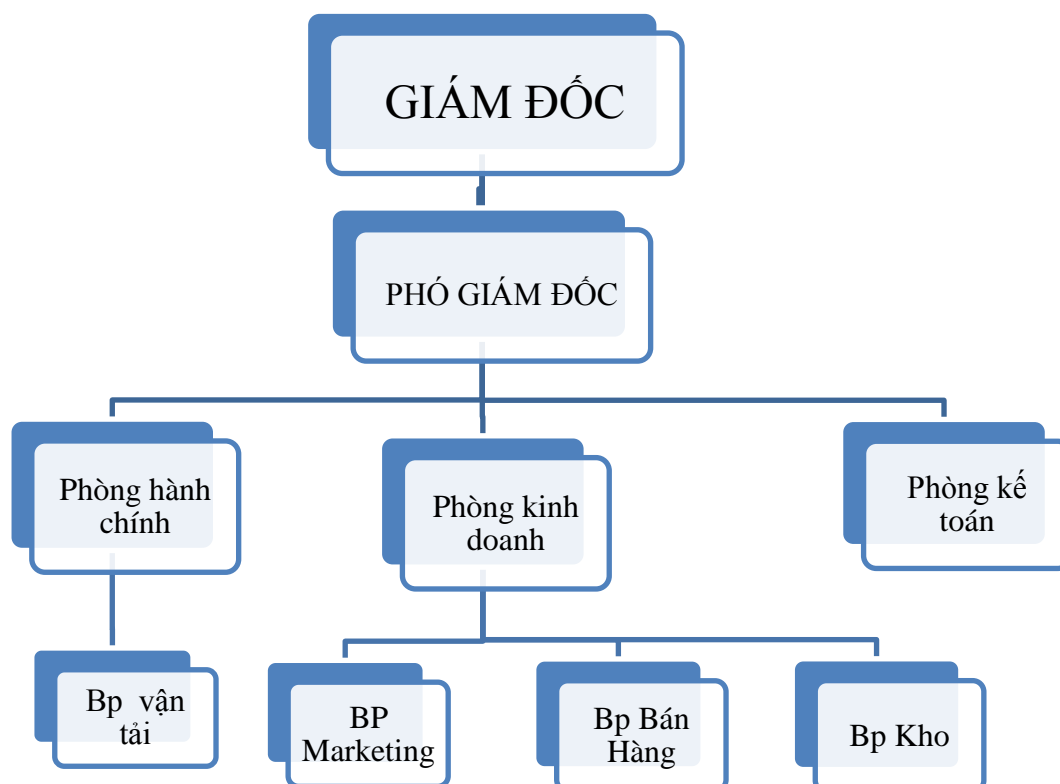 GIÁM ĐỐC
PHÓ GIÁM ĐỐC
Phòng hành
chính
Phòng kinh
doanh
Phòng kế
toán
Bp vận
tải
BP
Marketing
Bp Bán
Hàng
Bp Kho